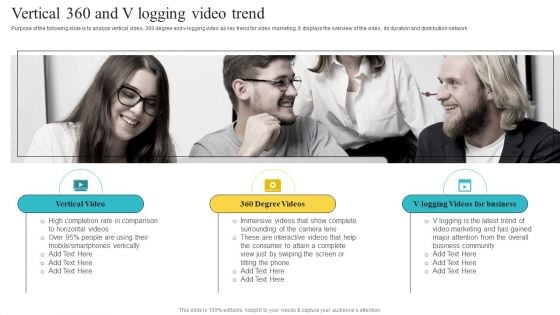 Vertical 360 and V logging video trend
Purpose of the following slide is to analyze vertical video, 360 degree and v-logging video as key trend for video marketing. It displays the overview of the video, its duration and distribution network
Vertical Video
o High completion rate in comparison
to horizontal videos
o Over 95% people are using their
mobile/smartphones vertically
o Add Text Here
o Add Text Here
o Add Text Here
360 Degree Videos
o Immersive videos that show complete
surrounding of the camera lens
o These are interactive videos that help
the consumer to attain a complete
view just by swiping the screen or
tilting the phone
o Add Text Here
o Add Text Here
V-logging Videos for business
o V logging is the latest trend of
video marketing and has gained
major attention from the overall
business community
o Add Text Here
o Add Text Here
This slide is 100% editable. Adapt it to your needs & capture your audience's attention.